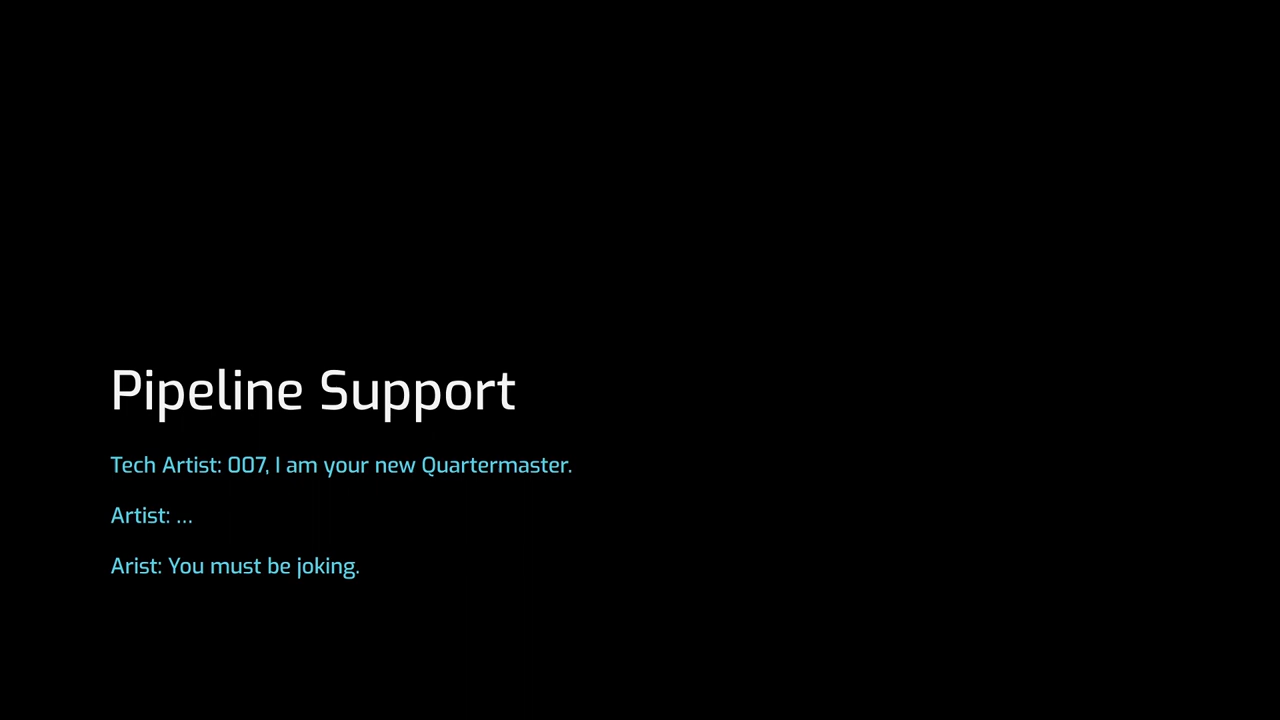 Pipeline Support
Tech Artist: 007, I am your new Quartermaster.
Artist: ...
Arist: You must be joking.